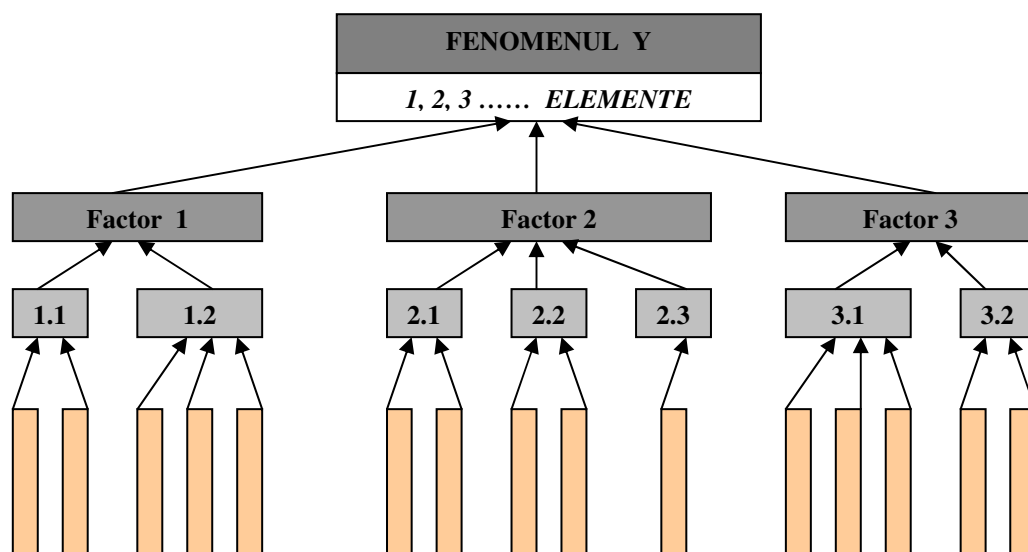 FENOMENUL Y
1, 2, 3 …… ELEMENTE
Factor 1
Factor 2
Factor 3
1.1
1.2
2.1
2.2
2.3
3.1
3.2